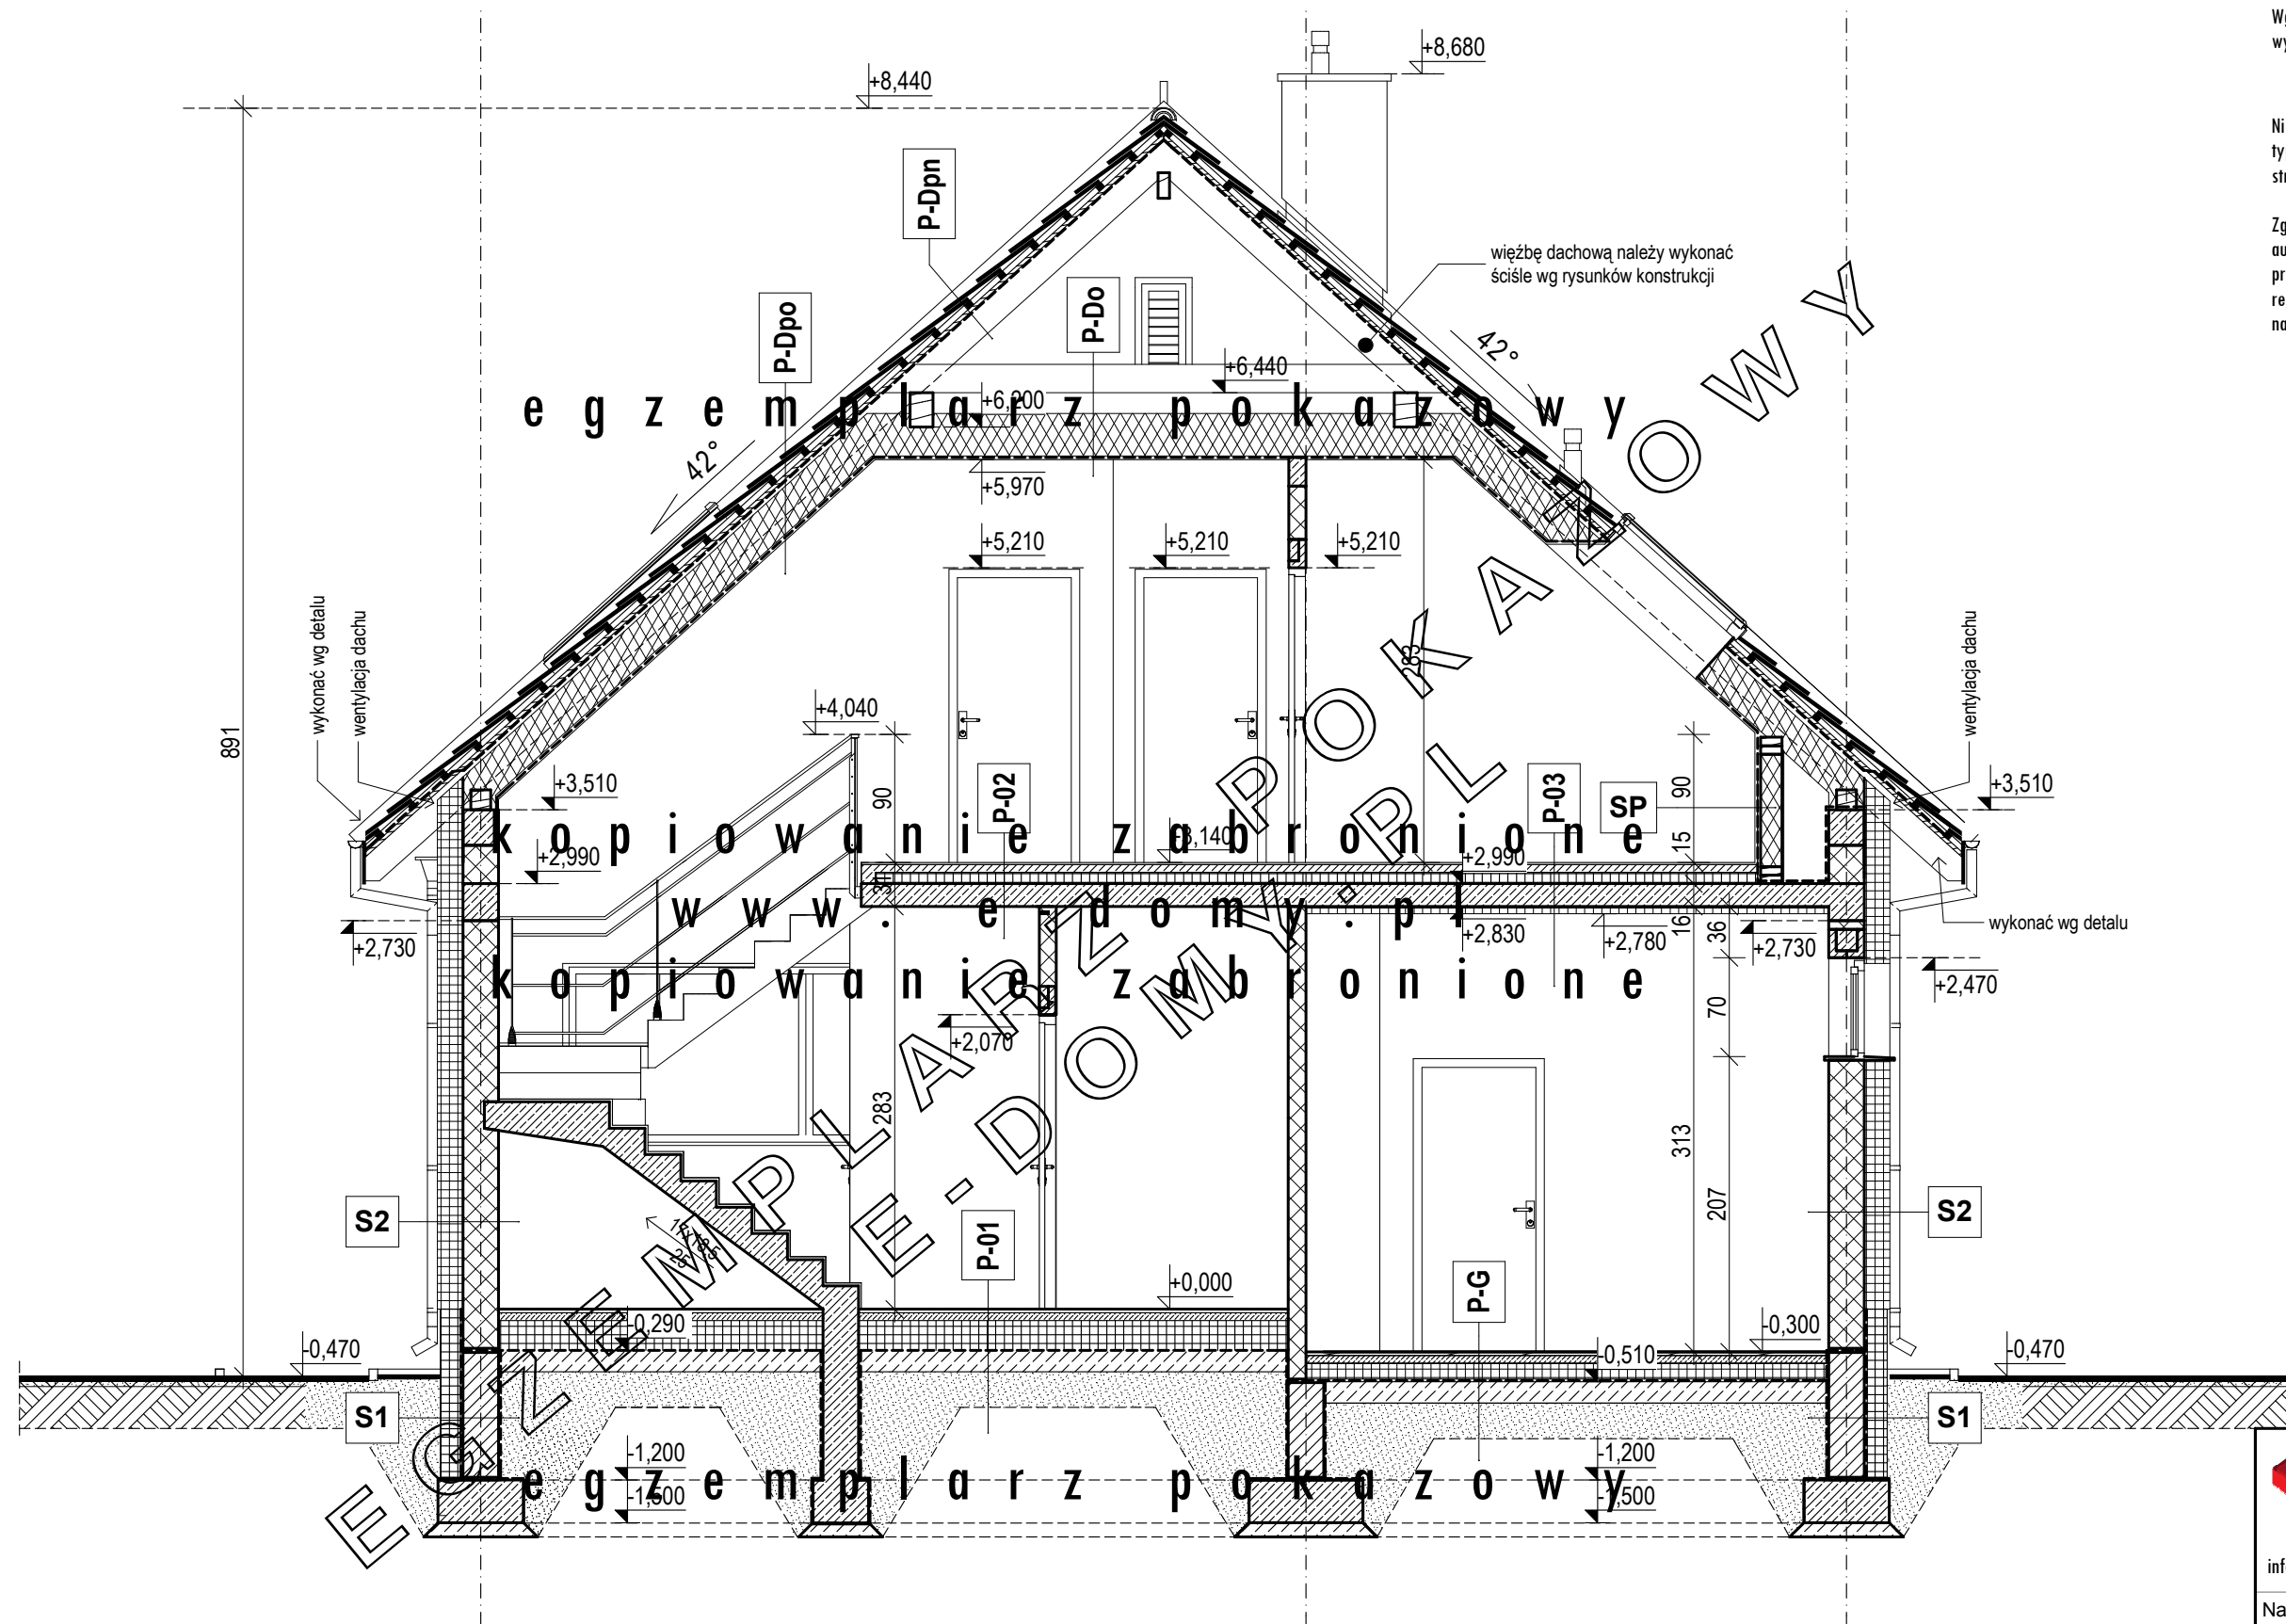 +8,680
+8,440
P-Dpn
więźbę dachową należy wykonać
ściśle wg rysunków konstrukcji
P-Dpo
P-Do
42°
42°
+6,440
+6,200
egzemplarz pokazowy
+5,970
+5,210
+5,210
+5,210
wykonać wg detalu
wentylacja dachu
wentylacja dachu
283
891
+4,040
90
P-02
P-03
SP
90
+3,510
+3,510
kopiowanie zabronione
+3,140
15
+2,990
+2,990
31
www.e-domy.pl
16
36
wykonać wg detalu
+2,730
+2,830
+2,780
+2,730
+2,470
kopiowanie zabronione
70
+2,070
283
313
207
S2
S2
P-01
P-G
+0,000
-0,290
-0,300
-0,470
-0,510
-0,470
S1
S1
-1,200
-1,200
egzemplarz pokazowy
-1,500
-1,500
EGZEMPLARZ POKAZOWY
E-DOMY.PL